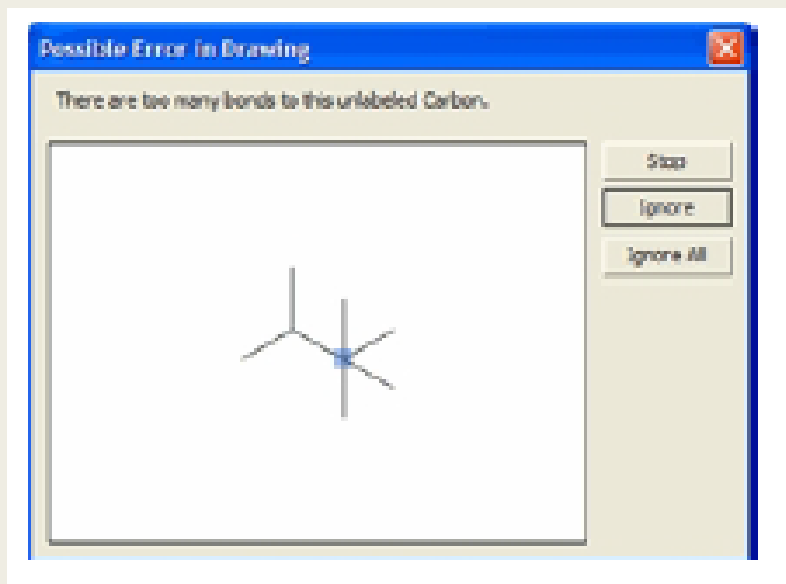 Possible Error in Drawing
There are too many bonds to this unlabeled Carbon.
Stop
Ignore
Ignore All